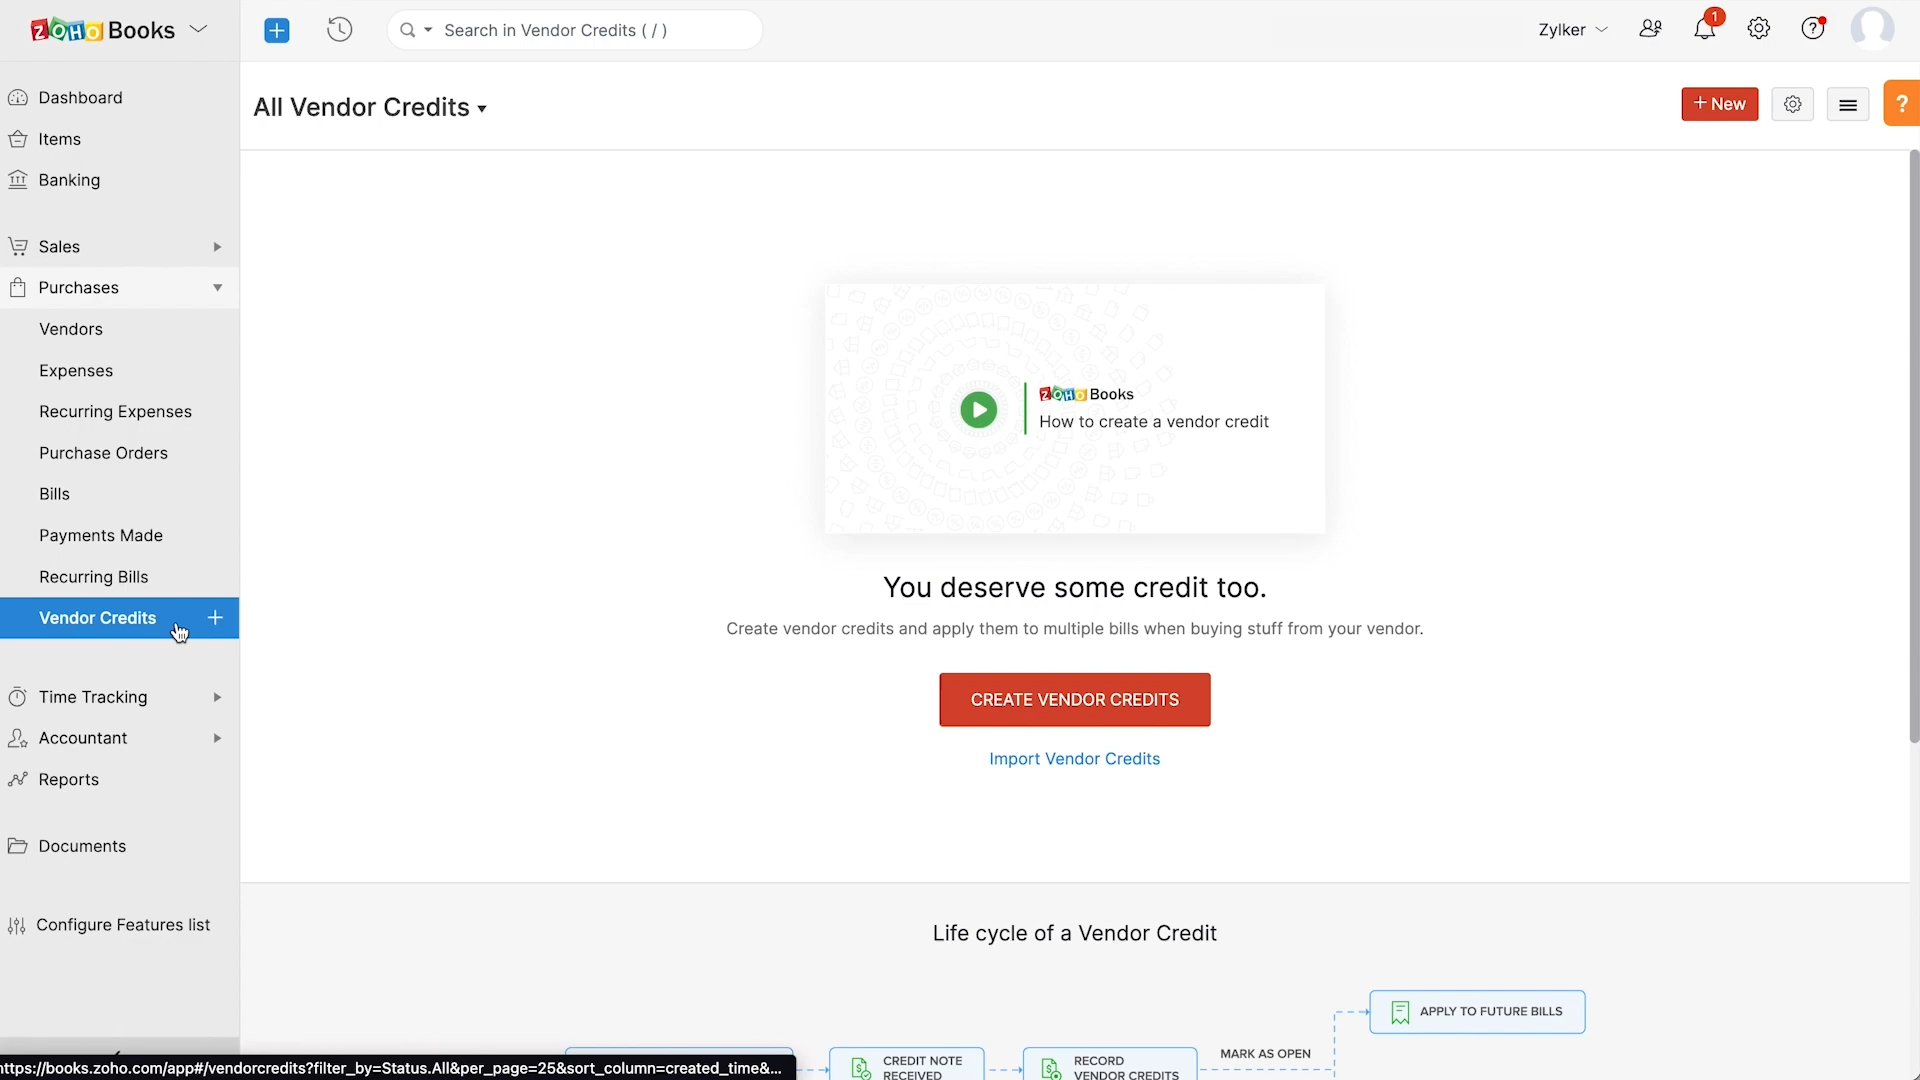 ZOHO Books
Search in Vendor Credits ( / )
Zylker
1
Dashboard
Items
Banking
Sales
Purchases
Vendors
Expenses
Recurring Expenses
Purchase Orders
Bills
Payments Made
Recurring Bills
Vendor Credits
Time Tracking
Accountant
Reports
Documents
Configure Features list
All Vendor Credits
+ New
?
ZOHO Books
How to create a vendor credit
You deserve some credit too.
Create vendor credits and apply them to multiple bills when buying stuff from your vendor.
CREATE VENDOR CREDITS
Import Vendor Credits
Life cycle of a Vendor Credit
APPLY TO FUTURE BILLS
MARK AS OPEN
CREDIT NOTE
RECEIVED
RECORD
VENDOR CREDITS
ttps://books.zoho.com/app#/vendorcredits?filter_by=Status.All&per_page=25&sort_column=created_time&...